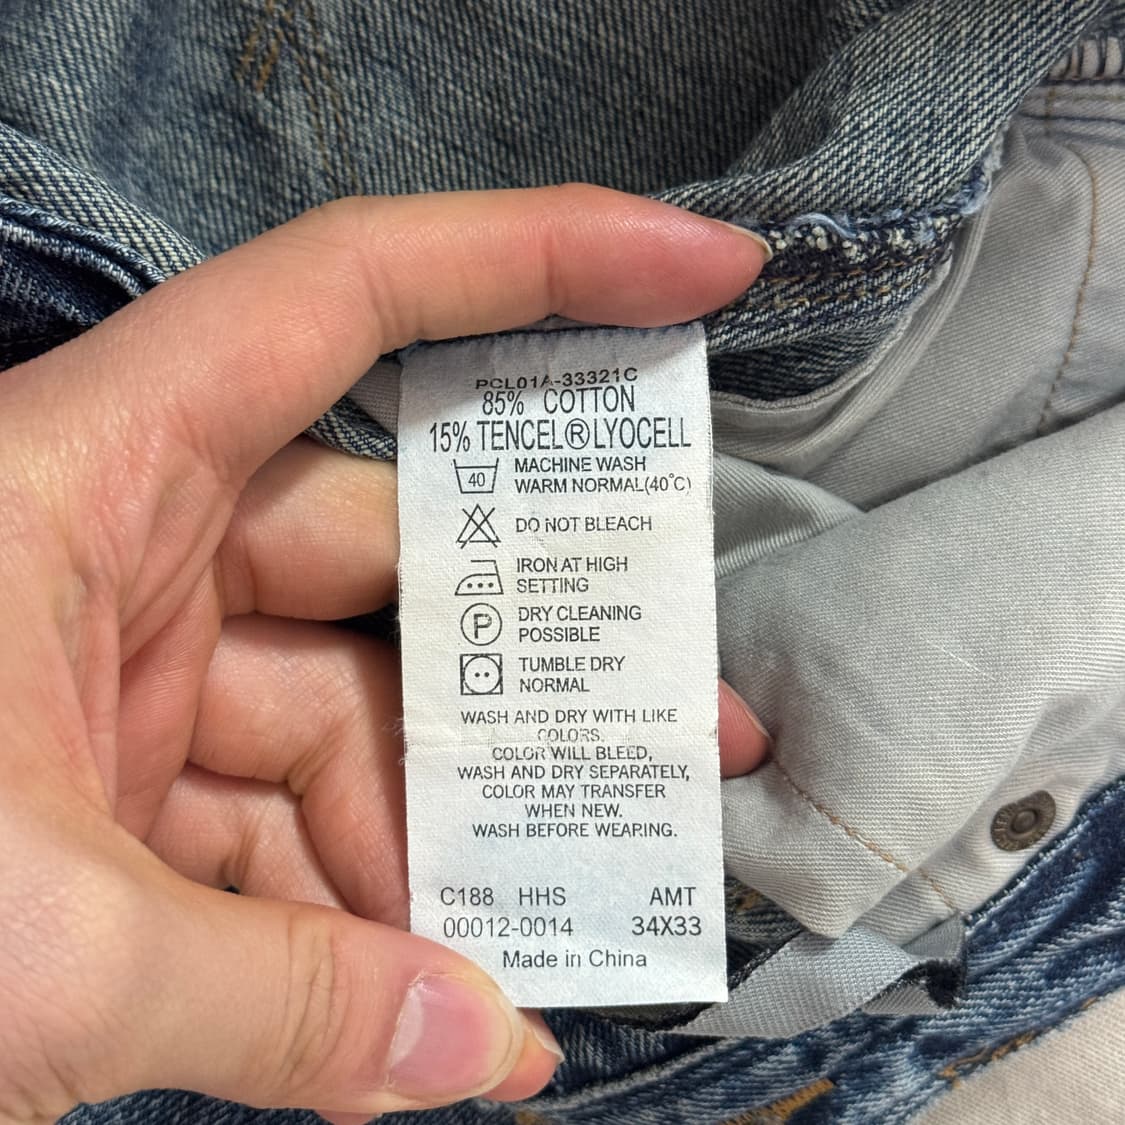 PCL01A-33321C
85% COTTON
15% TENCEL®LYOCELL
40 MACHINE WASH
WARM NORMAL(40°C)
DO NOT BLEACH
IRON AT HIGH
SETTING
P DRY CLEANING
POSSIBLE
TUMBLE DRY
NORMAL
WASH AND DRY WITH LIKE
COLORS.
COLOR WILL BLEED,
WASH AND DRY SEPARATELY,
COLOR MAY TRANSFER
WHEN NEW.
WASH BEFORE WEARING.
C188 HHS AMT
00012-0014 34X33
Made in China